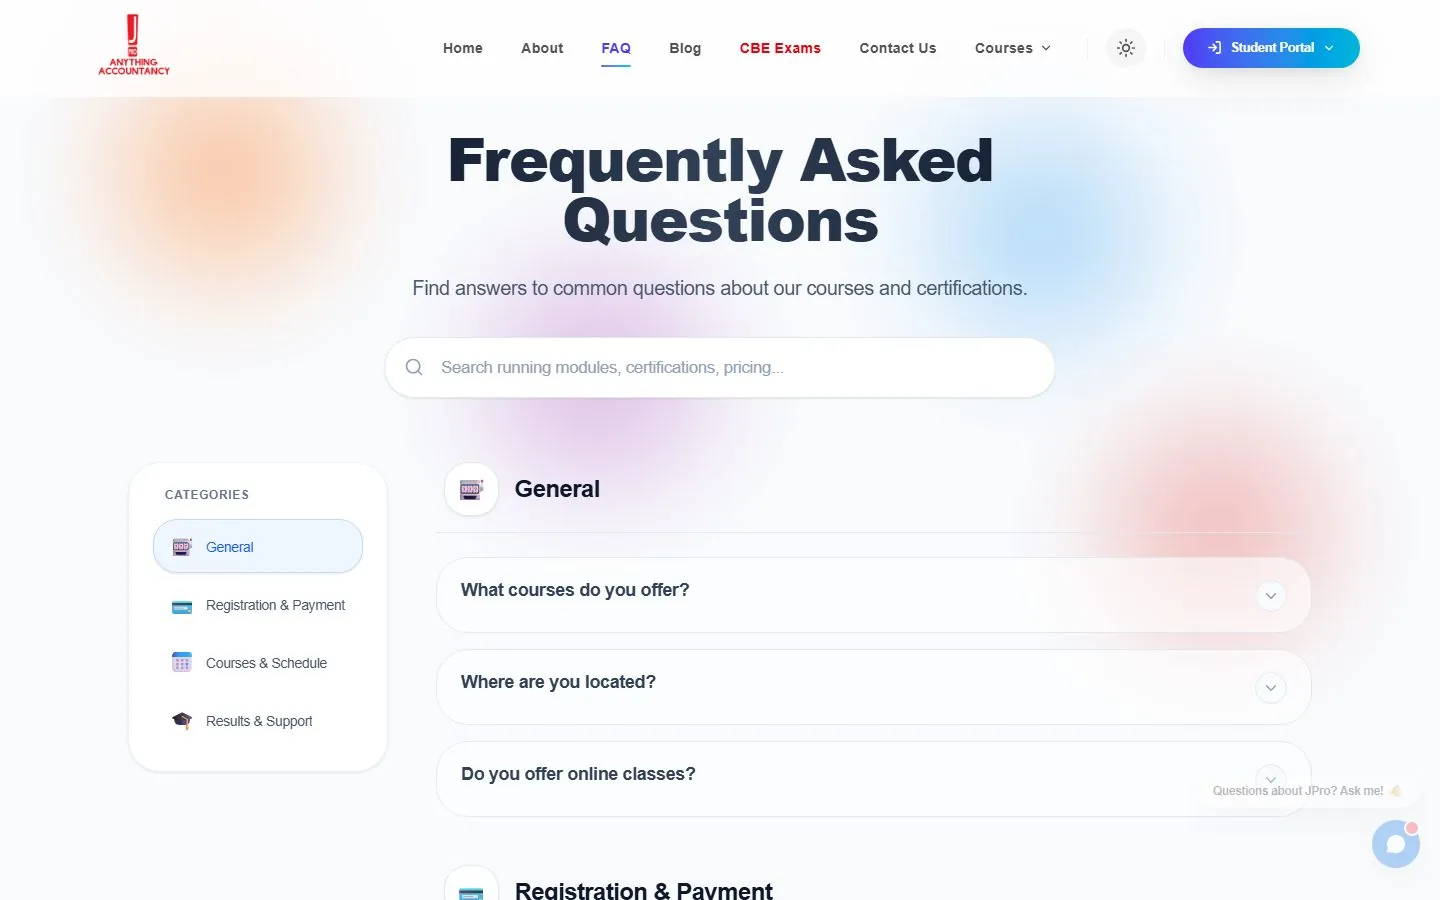 J
PRO
ANYTHING
ACCOUNTANCY
Home
About
FAQ
Blog
CBE Exams
Contact Us
Courses
Student Portal
Frequently Asked
Questions
Find answers to common questions about our courses and certifications.
Search running modules, certifications, pricing...
CATEGORIES
General
Registration & Payment
Courses & Schedule
Results & Support
General
What courses do you offer?
Where are you located?
Do you offer online classes?
Questions about JPro? Ask me!
Registration & Payment